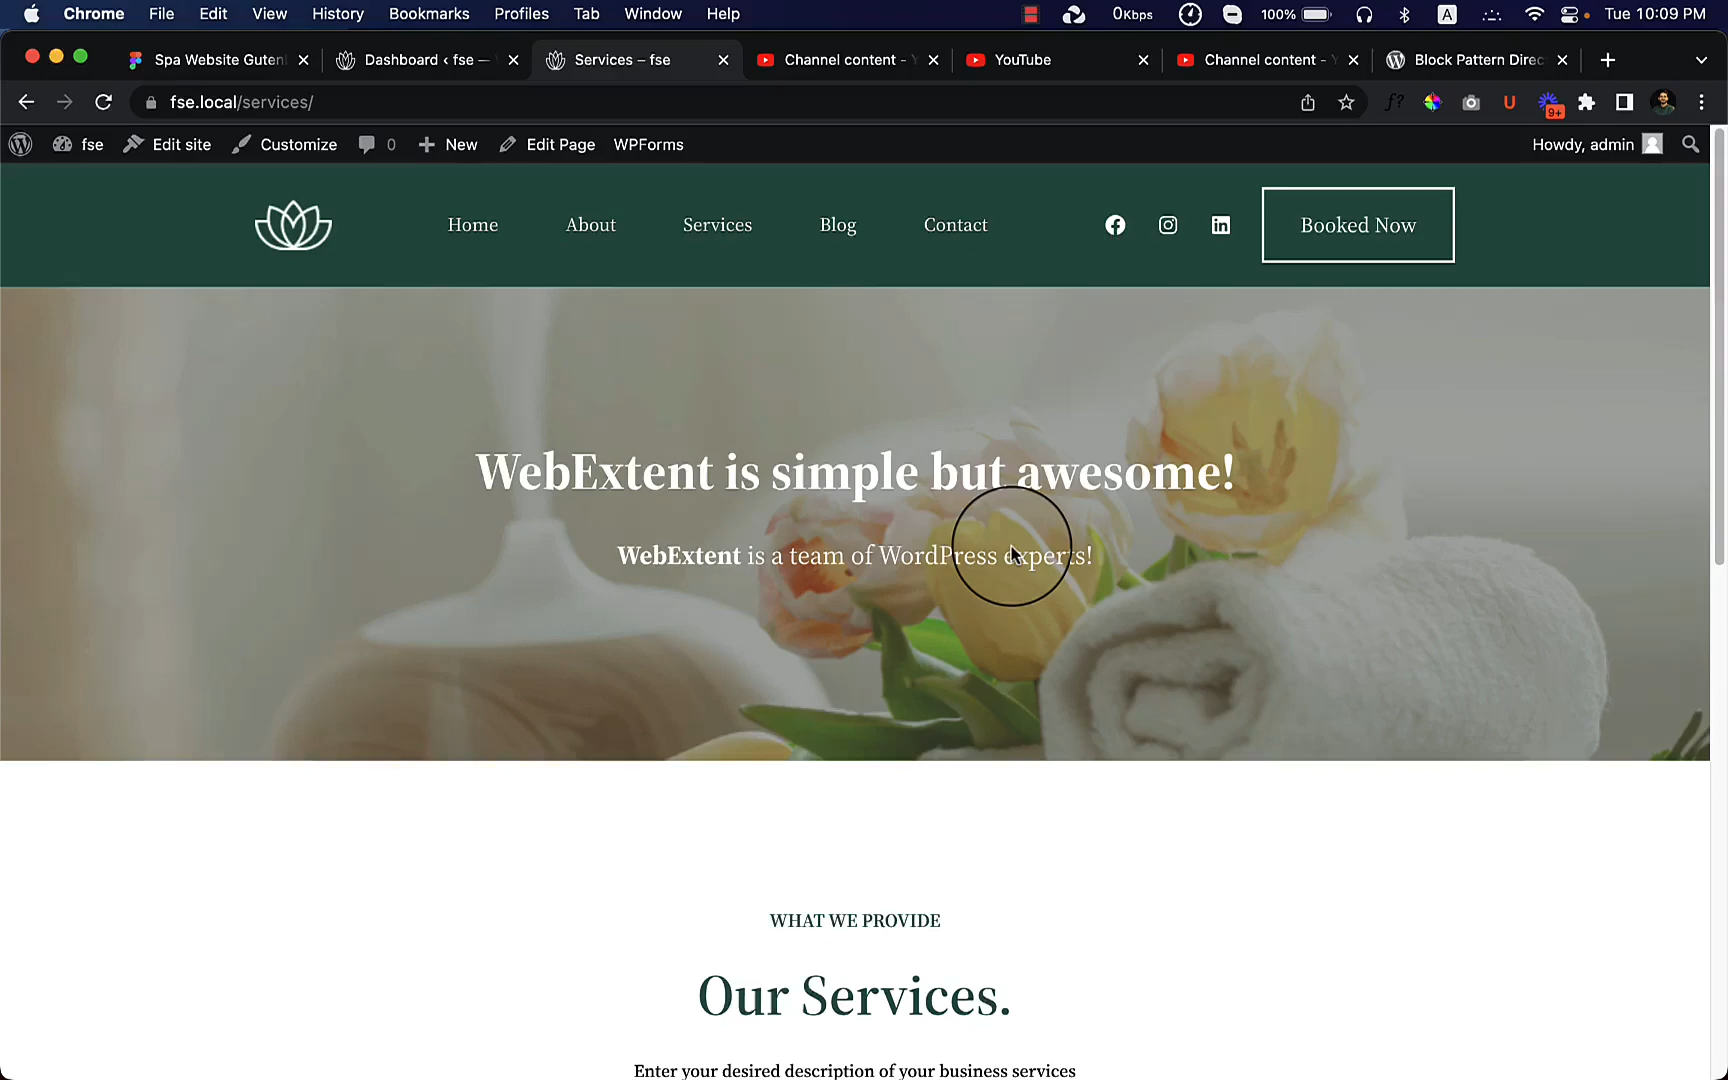 Chrome File Edit View History Bookmarks Profiles Tab Window Help 0Kbps 100% A Tue 10:09 PM
Spa Website Guten Dashboard ‹ fse — Services – fse Channel content - YouTube Channel content - Block Pattern Direc
fse.local/services/ f? U 9+
fse Edit site Customize 0 New Edit Page WPForms Howdy, admin
Home About Services Blog Contact in Booked Now
WebExtent is simple but awesome!
WebExtent is a team of WordPress experts!
WHAT WE PROVIDE
Our Services.
Enter your desired description of your business services